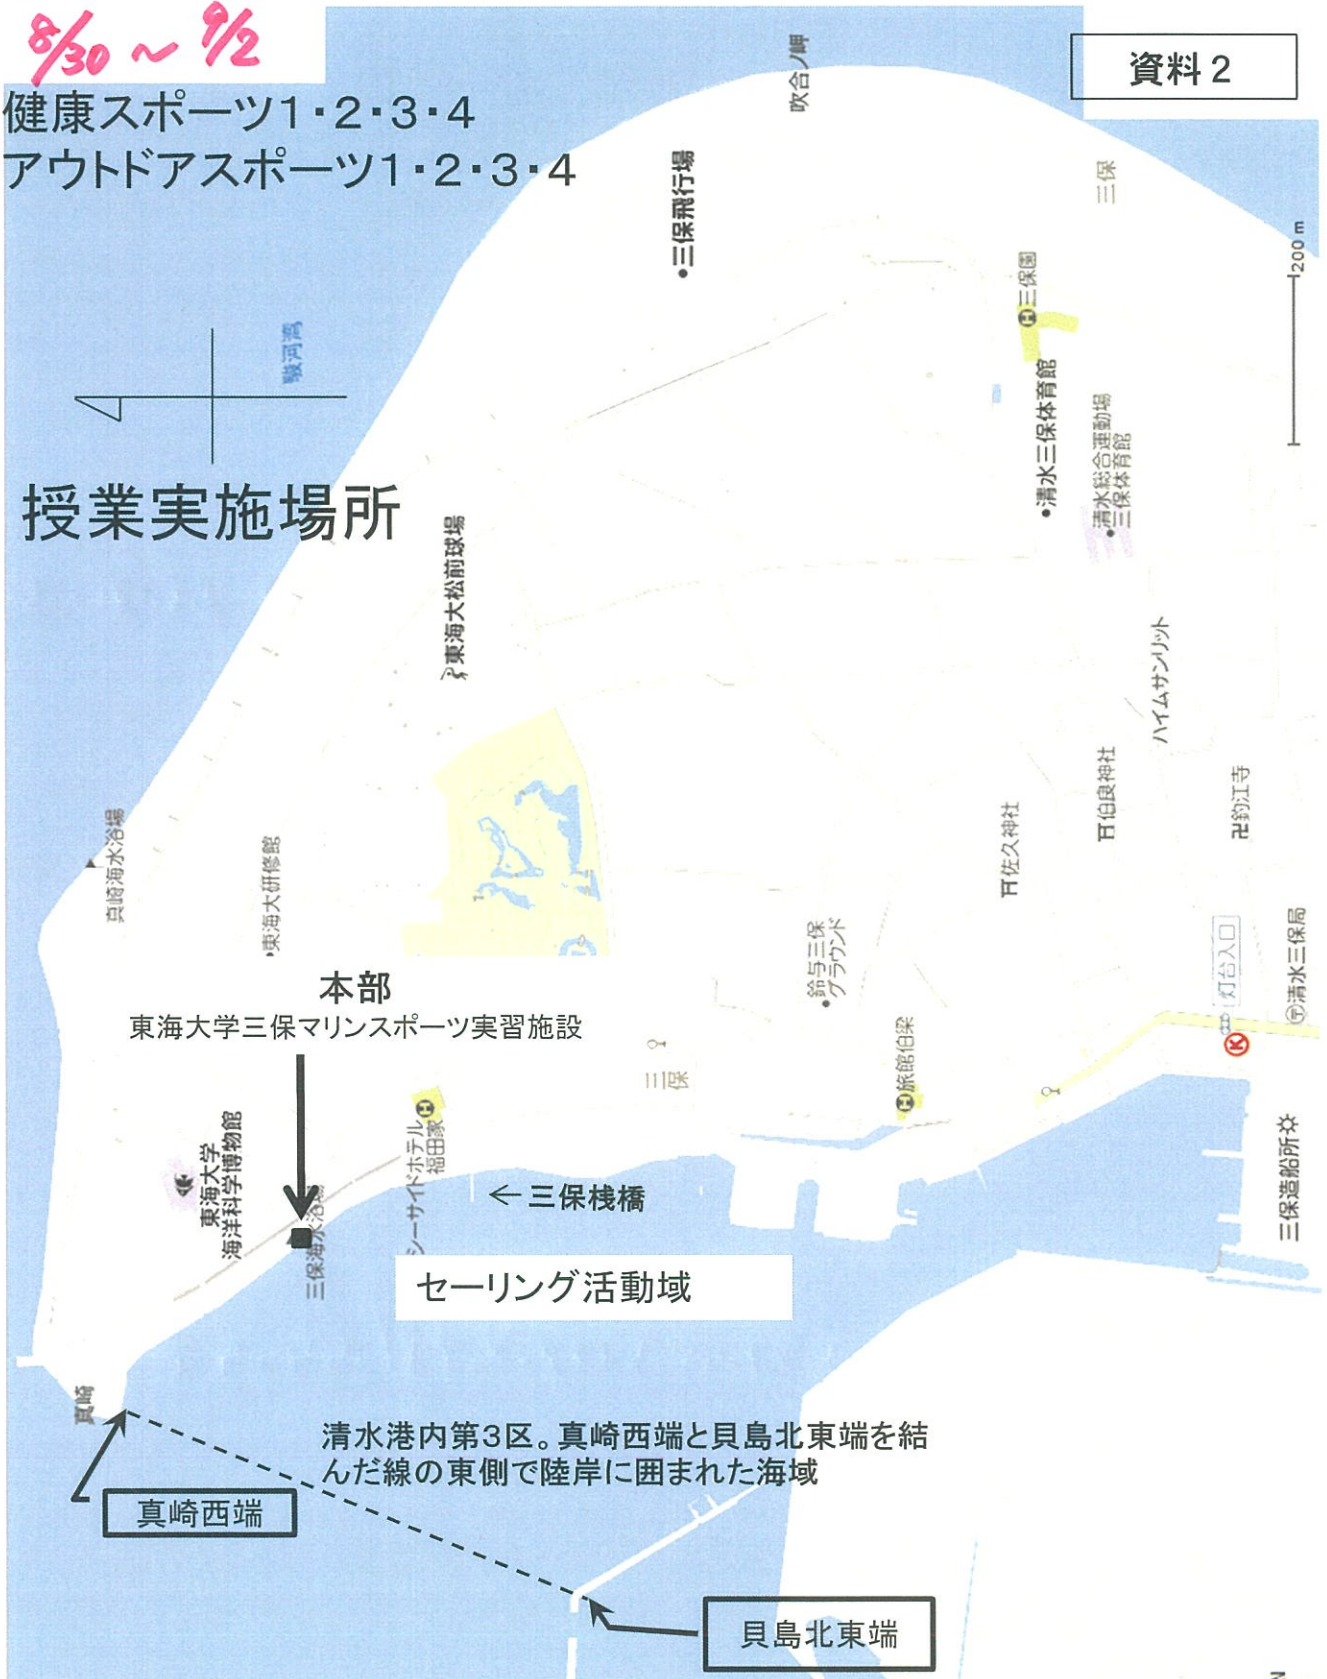 8/30 ~ 9/2
資料2
健康スポーツ1・2・3・4
アウトドアスポーツ1・2・3・4
吹合ノ岬
三保飛行場
三保
200 m
駿河湾
三保園
清水三保体育館
清水総合運動場
三保体育館
授業実施場所
東海大松前球場
ハイムサンリット
真崎海水浴場
東海大研修館
佐久神社
伯良神社
釣江寺
鈴与三保
グラウンド
灯台入口
清水三保局
本部
東海大学三保マリンスポーツ実習施設
三保
旅館伯梁
K
東海大学
海洋科学博物館
シーサイドホテル
福田家
三保海水浴場
←三保桟橋
三保造船所
セーリング活動域
真崎
清水港内第3区。真崎西端と貝島北東端を結
んだ線の東側で陸岸に囲まれた海域
真崎西端
貝島北東端